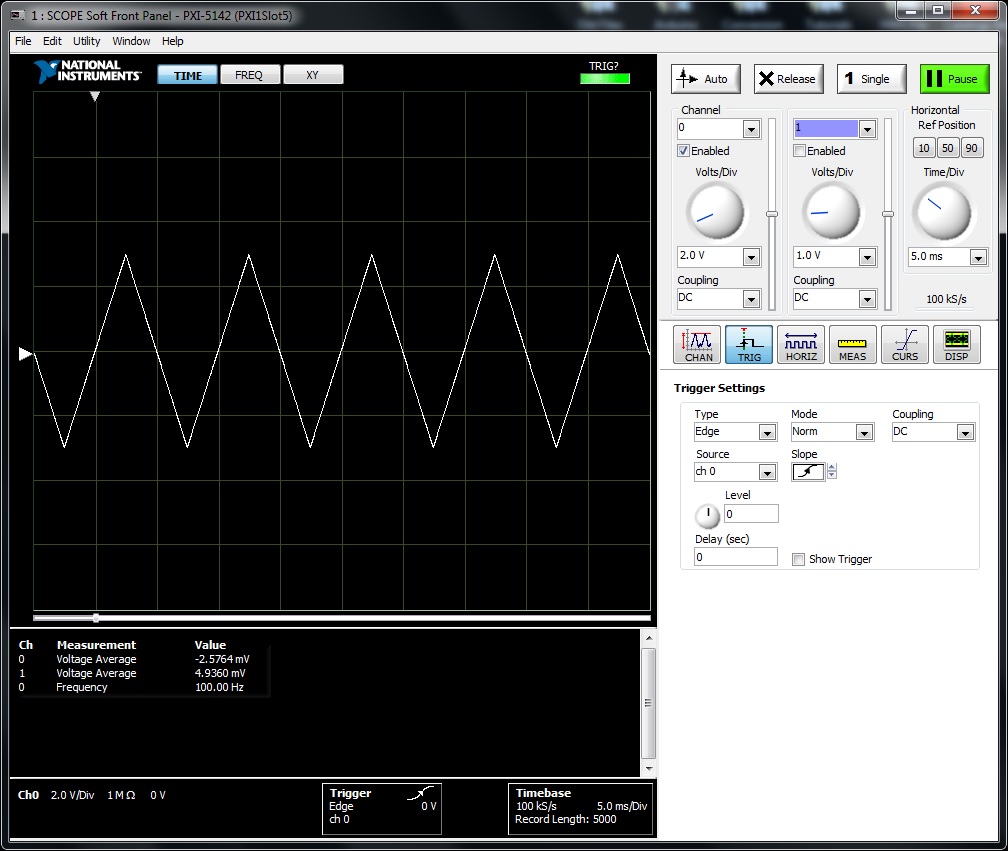 1 : SCOPE Soft Front Panel - PXI-5142 (PXI1Slot5)
File Edit Utility Window Help
NATIONAL
INSTRUMENTS
TIME FREQ XY
TRIG?
Auto Release 1 Single Pause
Channel
0
Enabled
Volts/Div
2.0 V
Coupling
DC
1
Enabled
Volts/Div
1.0 V
Coupling
DC
Horizontal
Ref Position
10 50 90
Time/Div
5.0 ms
100 kS/s
CHAN TRIG HORIZ MEAS CURS DISP
Trigger Settings
Type Mode Coupling
Edge Norm DC
Source Slope
ch 0
Level
0
Delay (sec)
0 Show Trigger
Ch Measurement Value
0 Voltage Average -2.5764 mV
1 Voltage Average 4.9360 mV
0 Frequency 100.00 Hz
Ch0 2.0 V/Div 1 M Ω 0 V
Trigger
Edge 0 V
ch 0
Timebase
100 kS/s 5.0 ms/Div
Record Length: 5000